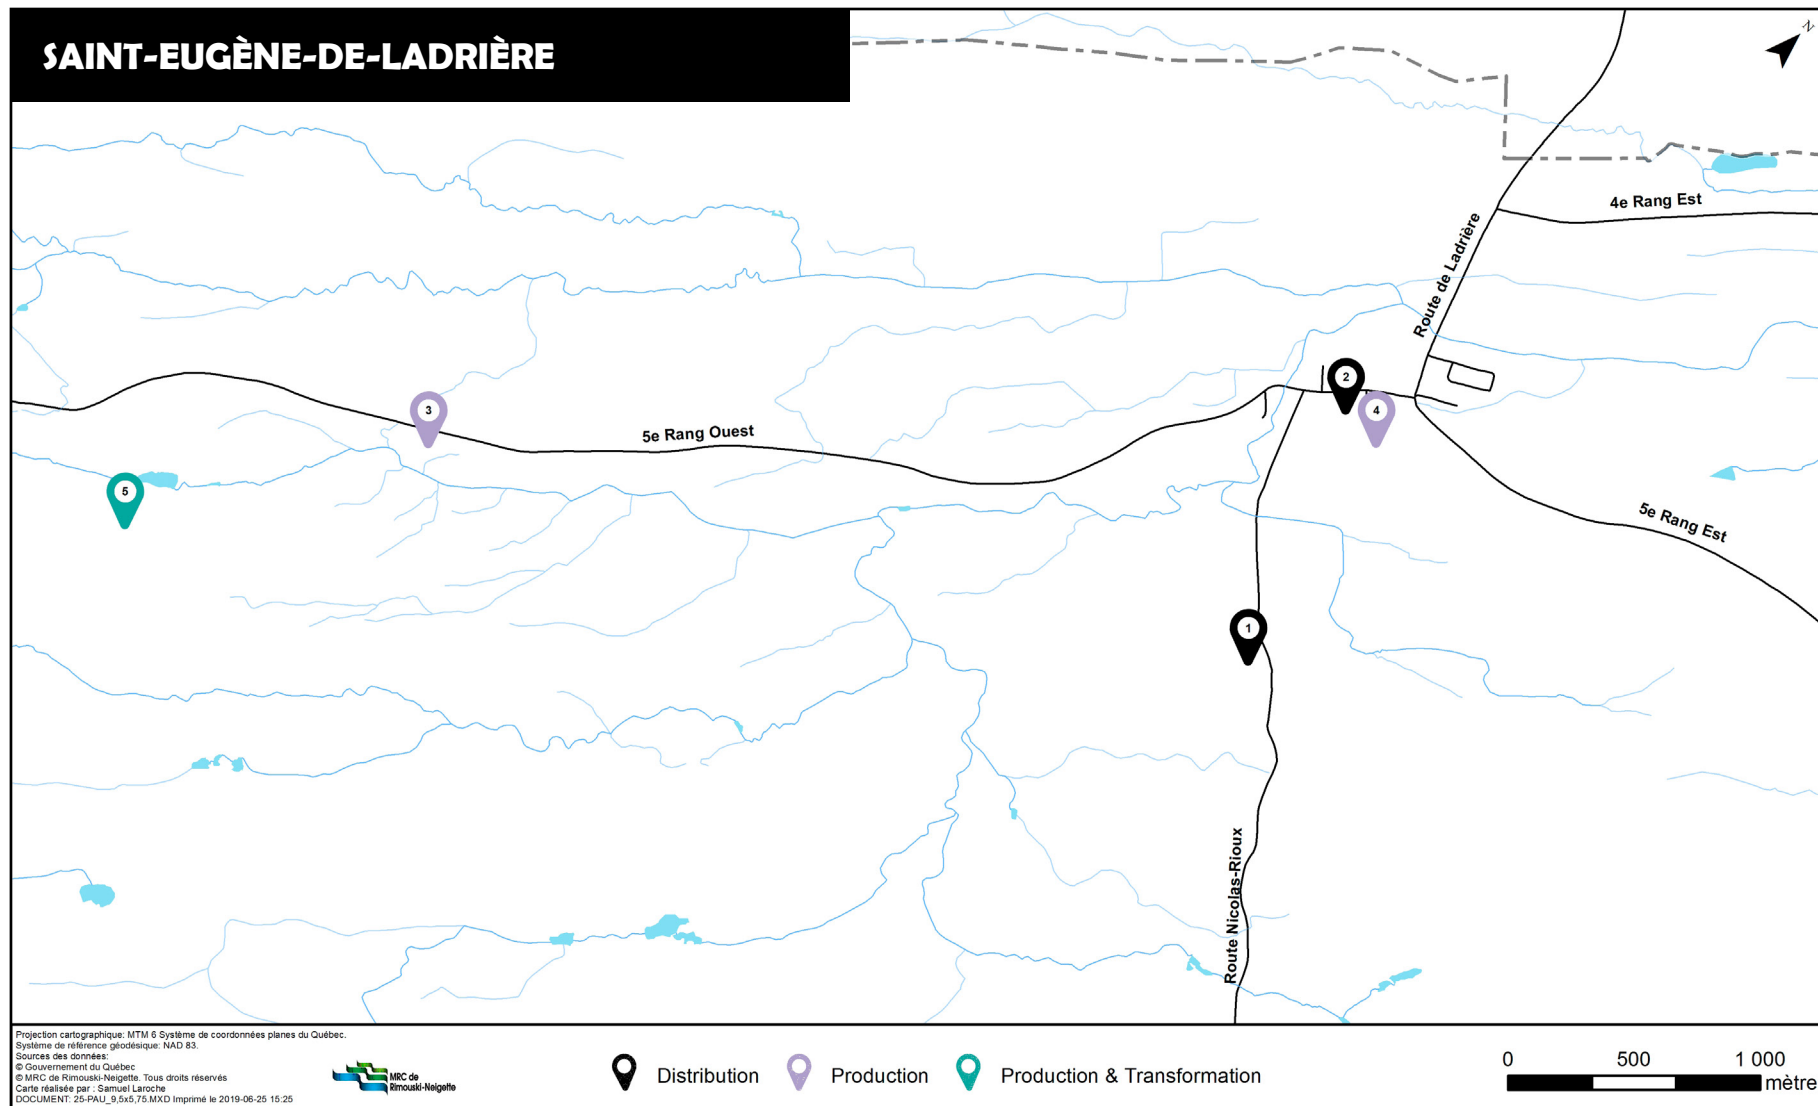 SAINT-EUGÈNE-DE-LADRIÈRE
N
4e Rang Est
Route de Ladrière
2
4
3
5e Rang Ouest
5
5e Rang Est
1
Route Nicolas-Rioux
Projection cartographique: MTM 6 Système de coordonnées planes du Québec.
Système de référence géodésique: NAD 83.
Sources des données:
© Gouvernement du Québec
© MRC de Rimouski-Neigette. Tous droits réservés
Carte réalisée par : Samuel Laroche
DOCUMENT: 25-PAU_9,5x5,75.MXD Imprimé le 2019-06-25 15:25
MRC de
Rimouski-Neigette
Distribution
Production
Production & Transformation
0 500 1 000
mètre